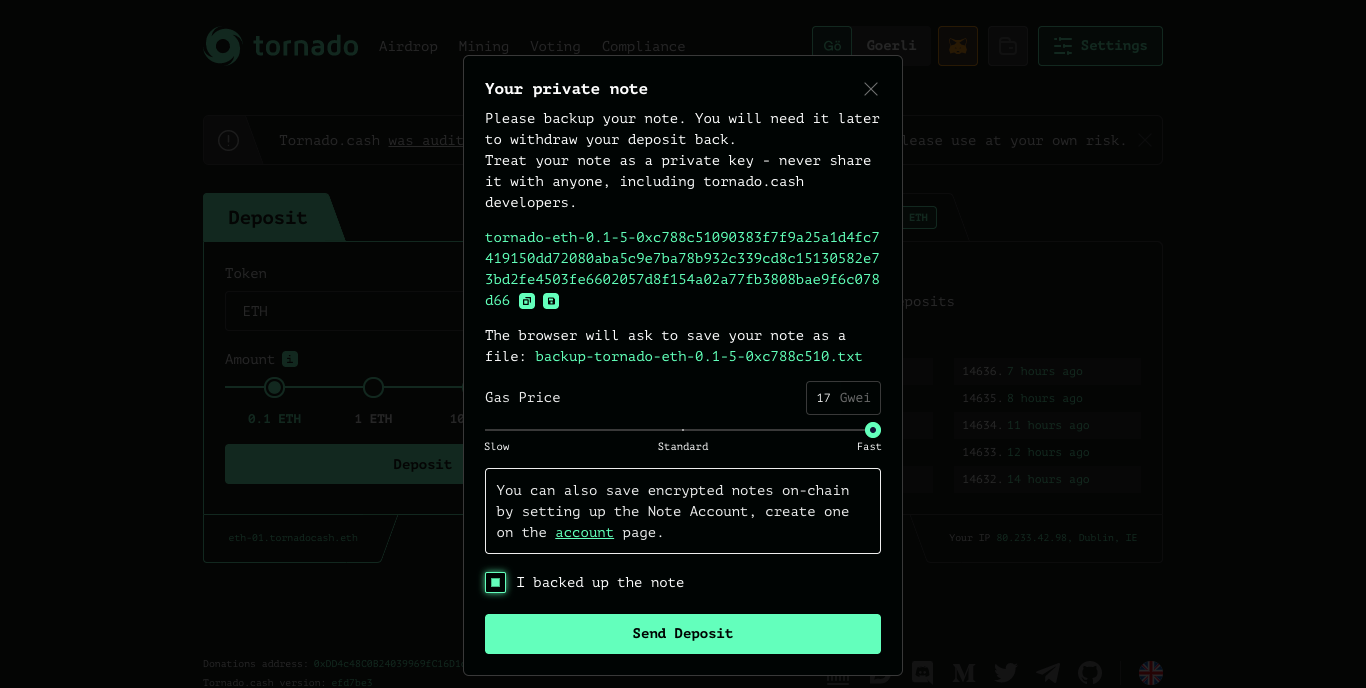 tornado Airdrop Mining Voting Compliance Gö Goerli Settings
Your private note
Please backup your note. You will need it later
to withdraw your deposit back.
Treat your note as a private key - never share
it with anyone, including tornado.cash
developers.
tornado-eth-0.1-5-0xc788c51090383f7f9a25a1d4fc7
419150dd72080aba5c9e7ba78b932c339cd8c15130582e7
3bd2fe4503fe6602057d8f154a02a77fb3808bae9f6c078
d66
The browser will ask to save your note as a
file: backup-tornado-eth-0.1-5-0xc788c510.txt
Gas Price 17 Gwei
Slow Standard Fast
You can also save encrypted notes on-chain
by setting up the Note Account, create one
on the account page.
I backed up the note
Send Deposit
Tornado.cash was audit
lease use at your own risk.
Deposit
Token
ETH
Amount i
0.1 ETH 1 ETH 10
Deposit
eth-01.tornadocash.eth
ETH
posits
14636. 7 hours ago
14635. 8 hours ago
14634. 11 hours ago
14633. 12 hours ago
14632. 14 hours ago
Your IP 80.233.42.98, Dublin, IE
Donations address:
Tornado.cash version: efd7be3